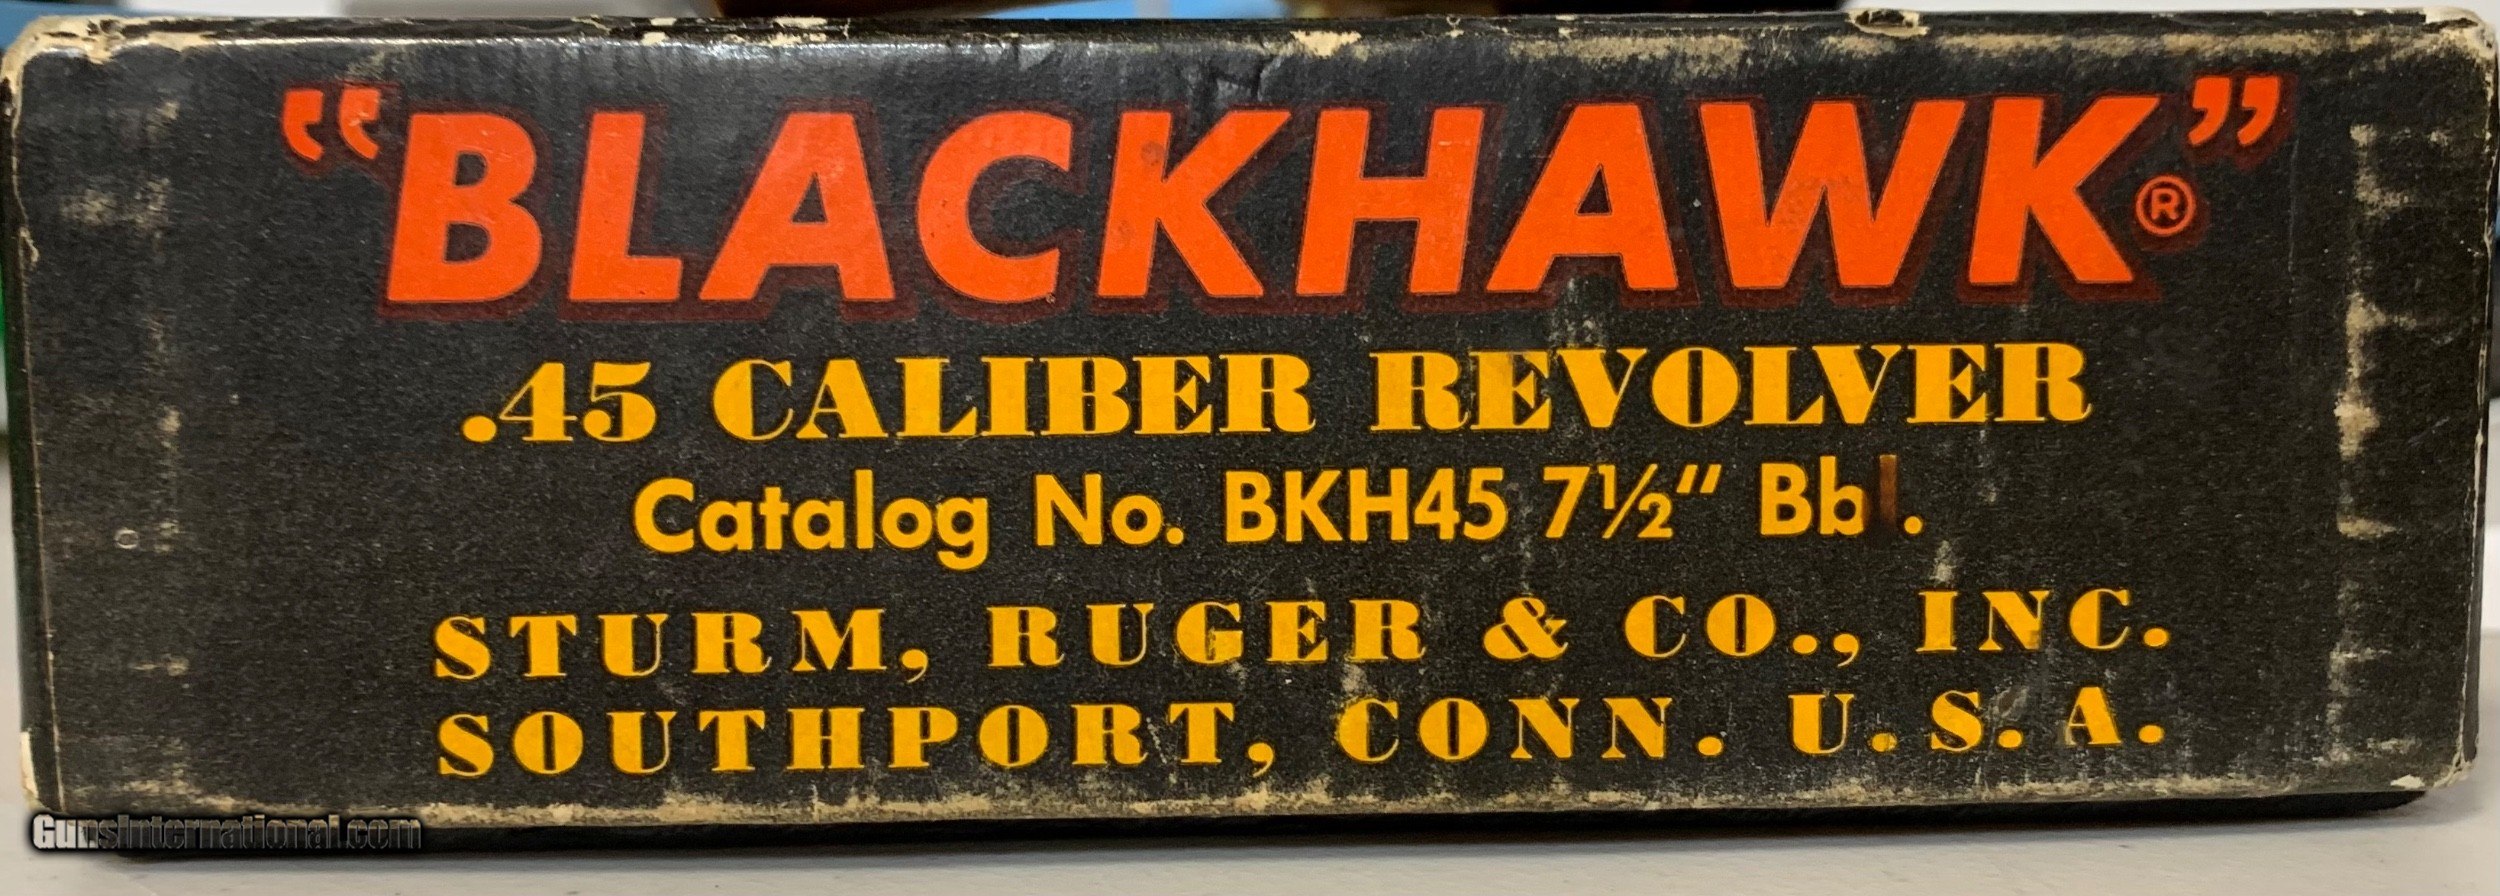 “BLACKHAWK®”
.45 CALIBER REVOLVER
Catalog No. BKH45 7½" Bbl.
STURM, RUGER & CO., INC.
SOUTHPORT, CONN. U.S.A.
GunsInternational.com